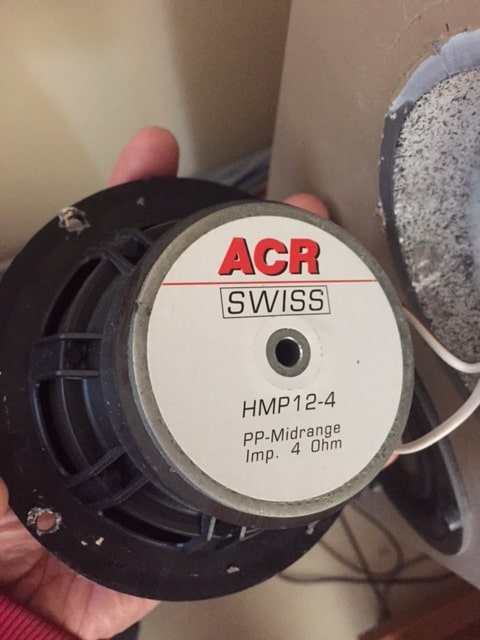 ACR
SWISS
HMP12-4
PP-Midrange
Imp. 4 Ohm